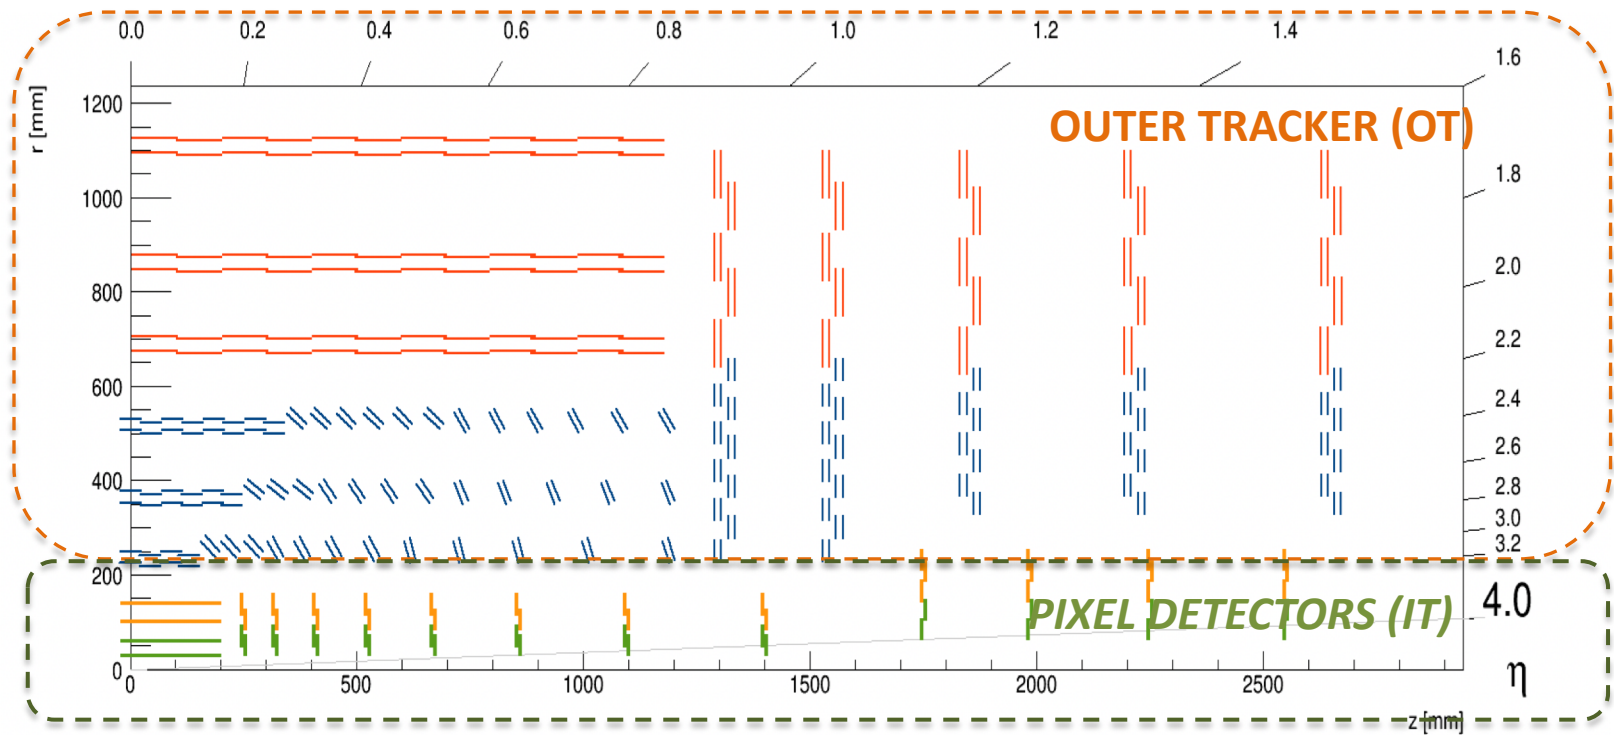 0.0 0.2 0.4 0.6 0.8 1.0 1.2 1.4
1.6
r [mm]
1200
OUTER TRACKER (OT)
1.8
1000
2.0
800
2.2
600
2.4
2.6
400
2.8
3.0
3.2
200
PIXEL DETECTORS (IT)
4.0
0
0 500 1000 1500 2000 2500
η
z [mm]